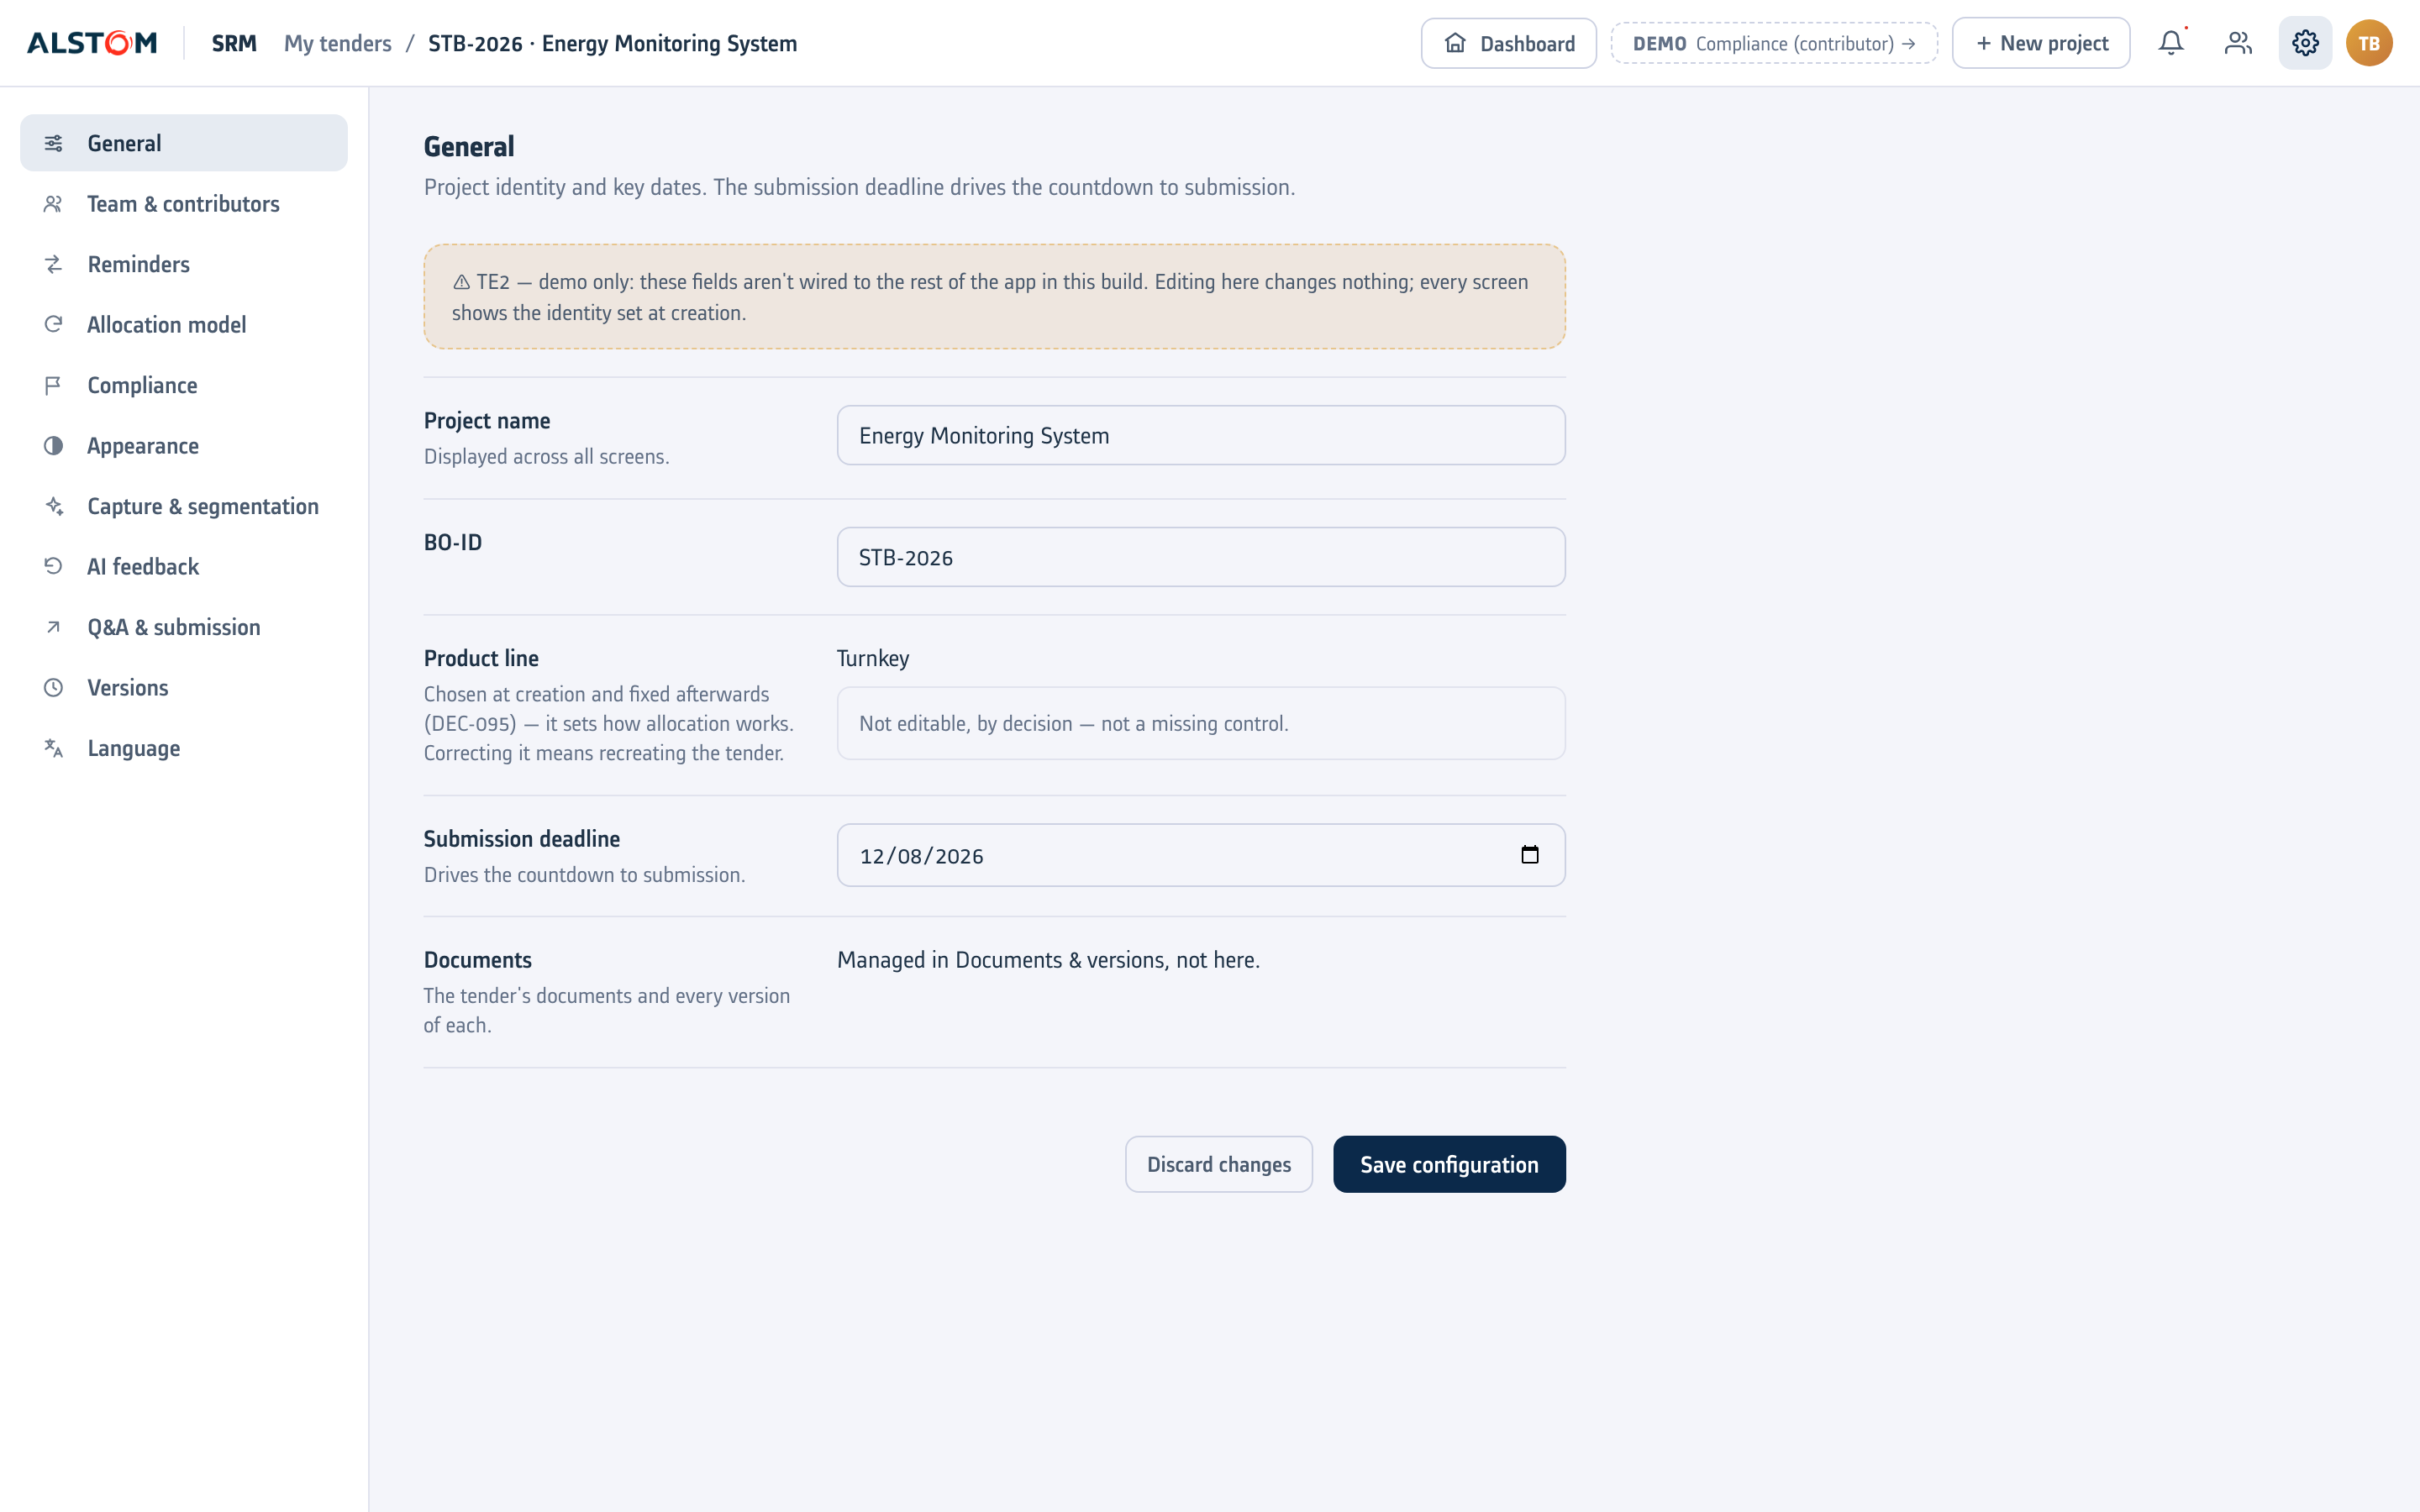 ALSTOM
SRM
My tenders / STB-2026 · Energy Monitoring System
Dashboard
DEMO Compliance (contributor) →
+ New project
TB
General
Team & contributors
Reminders
Allocation model
Compliance
Appearance
Capture & segmentation
AI feedback
Q&A & submission
Versions
Language
General
Project identity and key dates. The submission deadline drives the countdown to submission.
⚠ TE2 — demo only: these fields aren't wired to the rest of the app in this build. Editing here changes nothing; every screen
shows the identity set at creation.
Project name
Displayed across all screens.
Energy Monitoring System
BO-ID
STB-2026
Product line
Chosen at creation and fixed afterwards
(DEC-095) — it sets how allocation works.
Correcting it means recreating the tender.
Turnkey
Not editable, by decision — not a missing control.
Submission deadline
Drives the countdown to submission.
12/08/2026
Documents
The tender's documents and every version
of each.
Managed in Documents & versions, not here.
Discard changes
Save configuration